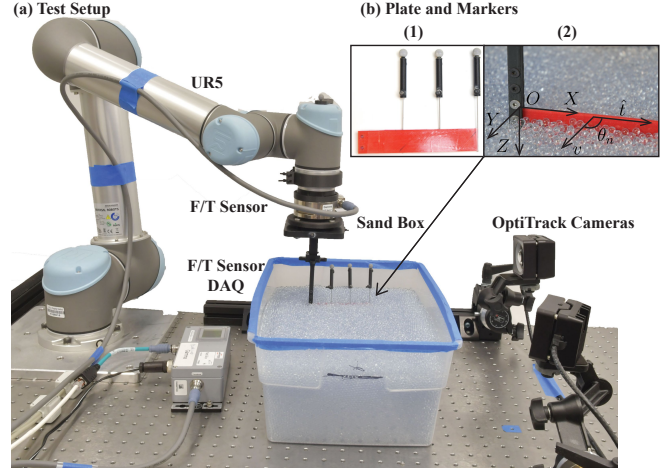 (a) Test Setup
(b) Plate and Markers
(1)
(2)
UR5
O
X
t̂
Y
Z
v
θₙ
F/T Sensor
Sand Box
OptiTrack Cameras
F/T Sensor
DAQ